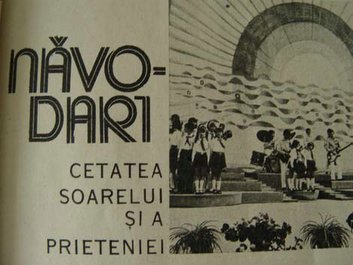 NĂVO=
DARI
CETATEA
SOARELUI
ȘI A
PRIETENIEI